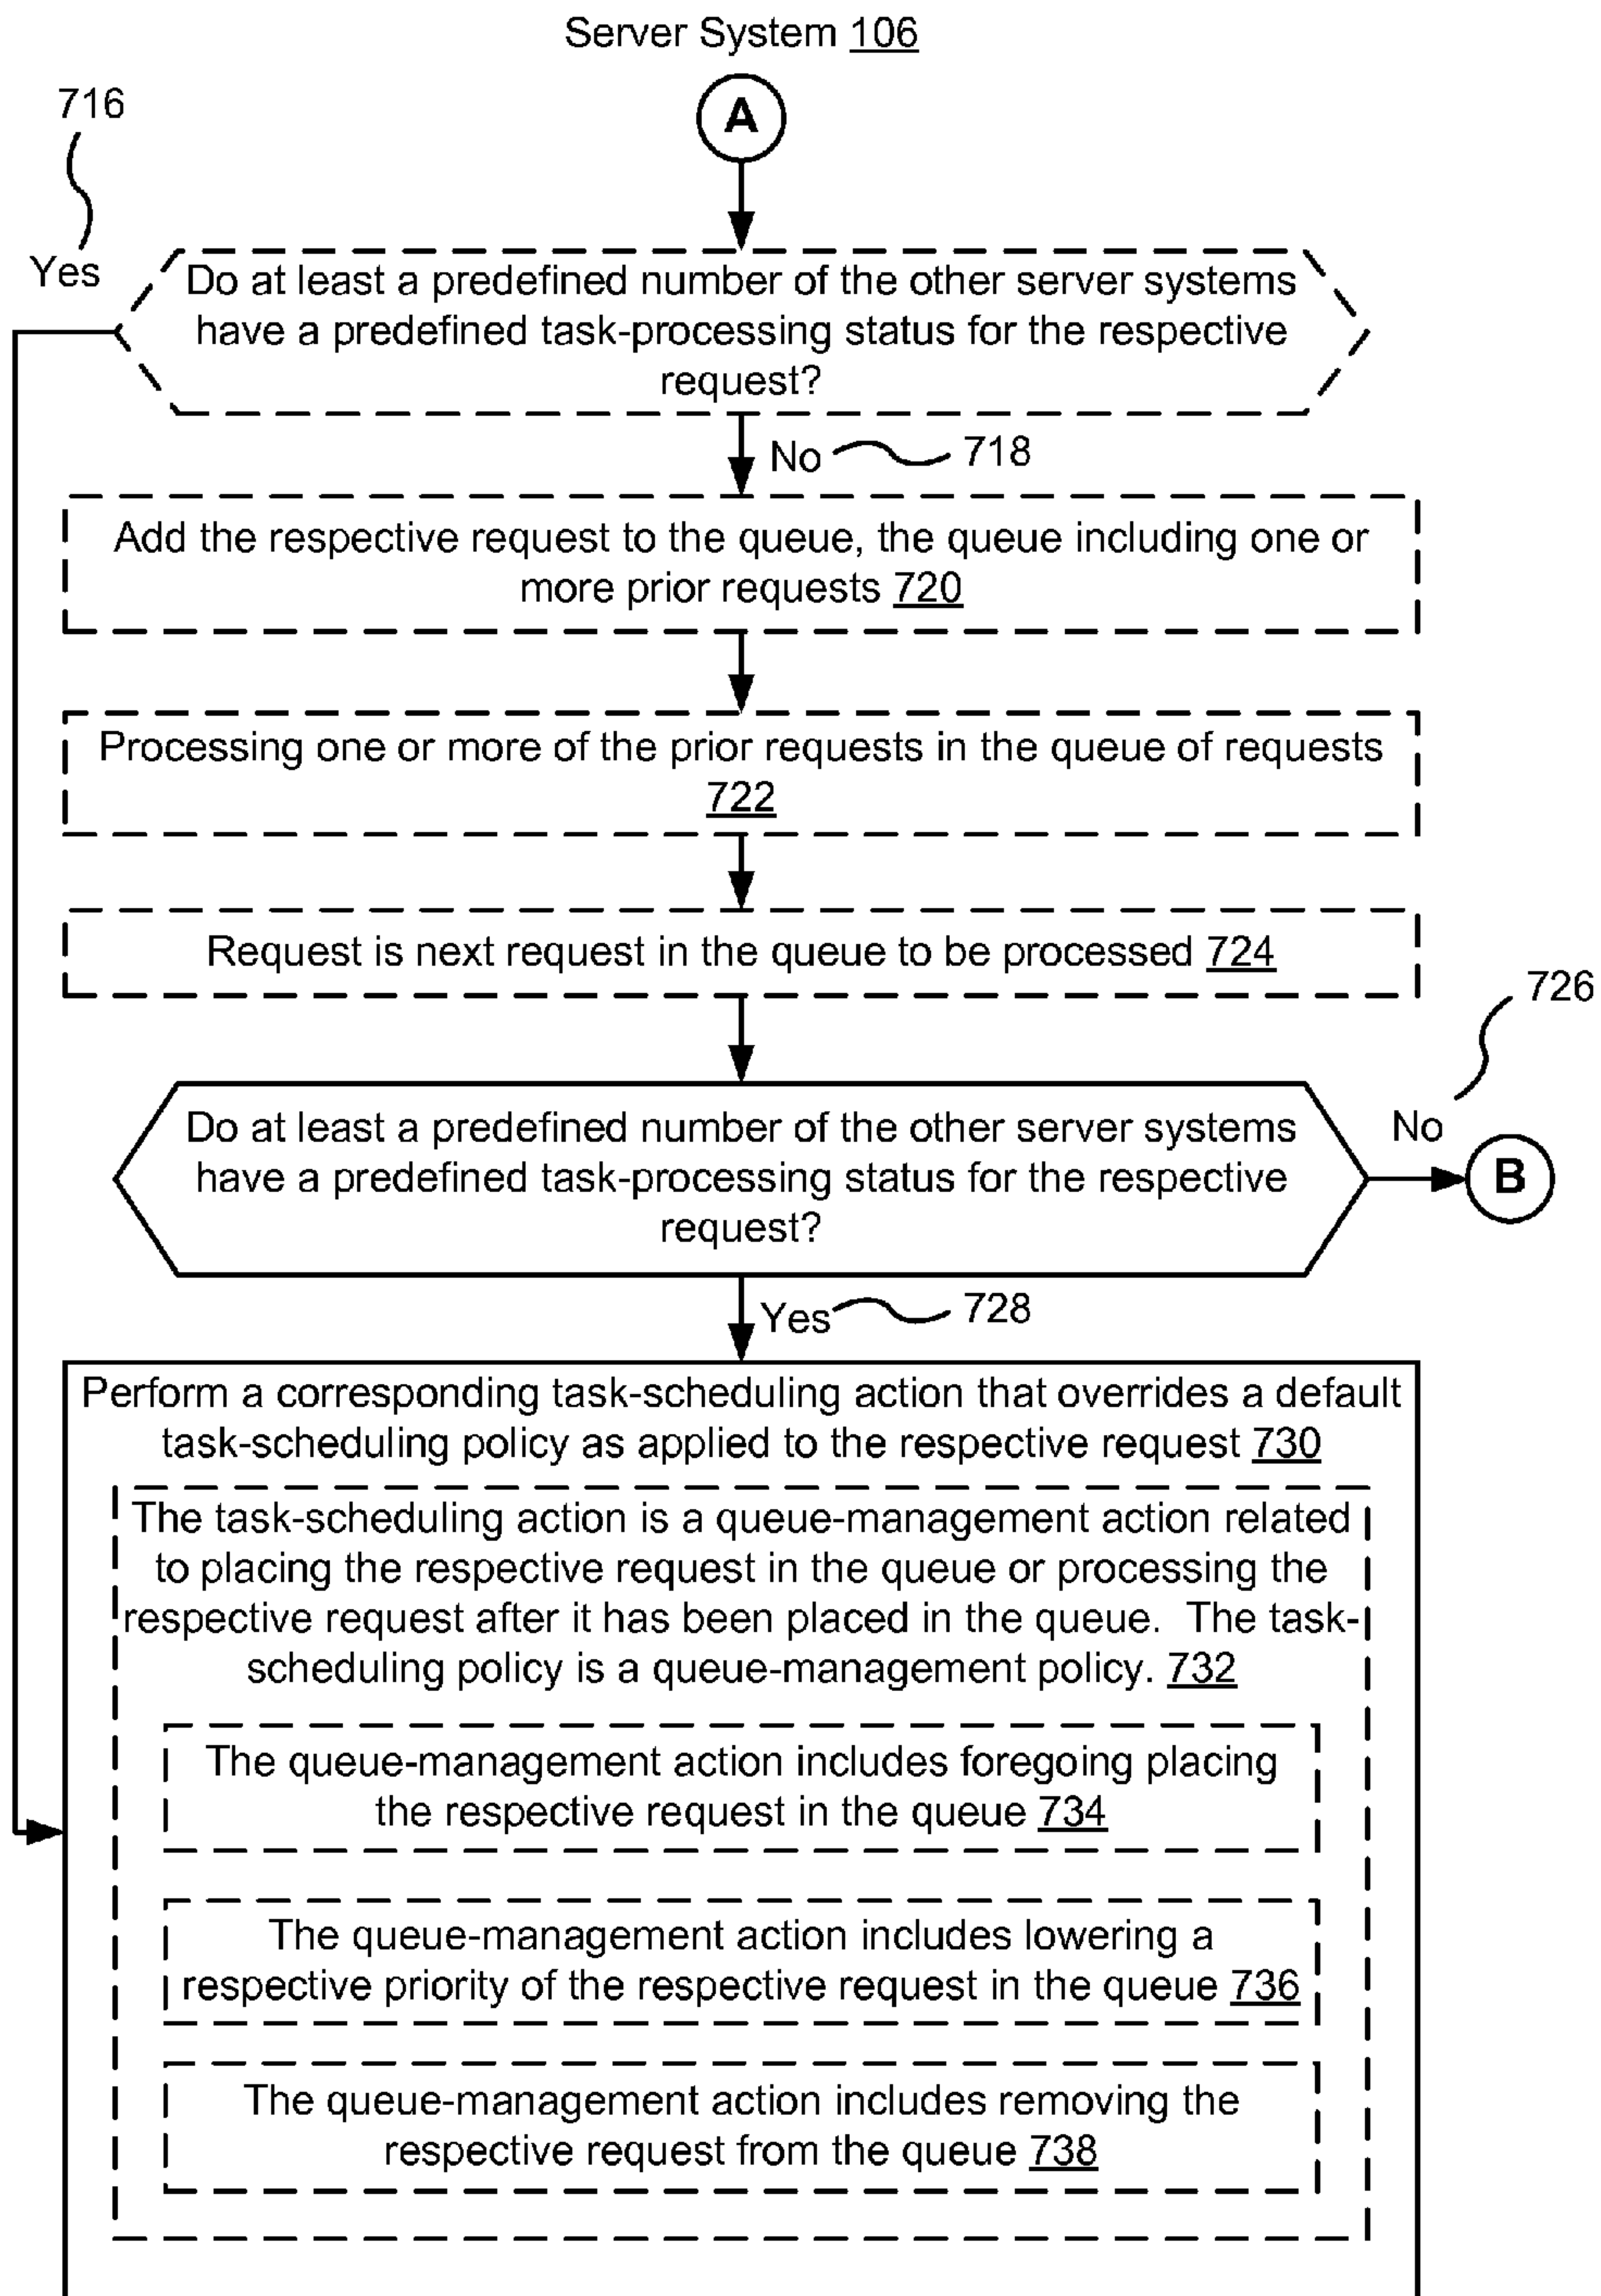 Server System 106
A
716
Yes
Do at least a predefined number of the other server systems
have a predefined task-processing status for the respective
request?
No
718
Add the respective request to the queue, the queue including one or
more prior requests 720
Processing one or more of the prior requests in the queue of requests
722
Request is next request in the queue to be processed 724
726
No
B
Do at least a predefined number of the other server systems
have a predefined task-processing status for the respective
request?
Yes
728
Perform a corresponding task-scheduling action that overrides a default
task-scheduling policy as applied to the respective request 730
The task-scheduling action is a queue-management action related
to placing the respective request in the queue or processing the
respective request after it has been placed in the queue. The task-
scheduling policy is a queue-management policy. 732
The queue-management action includes foregoing placing
the respective request in the queue 734
The queue-management action includes lowering a
respective priority of the respective request in the queue 736
The queue-management action includes removing the
respective request from the queue 738